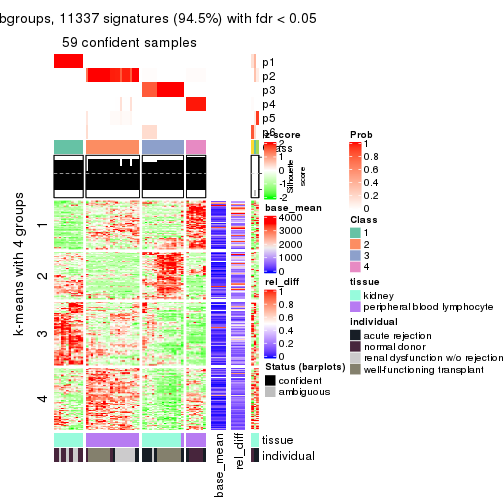 bgroups, 11337 signatures (94.5%) with fdr < 0.05
59 confident samples
p1
p2
p3
p4
p5
p6
z-score
2
-2
Silhouette
score
base_mean
4000
3000
2000
1000
0
rel_diff
1
0.8
0.6
0.4
0.2
0
Status (barplots)
confident
ambiguous
Prob
1
0.8
0.6
0.4
0.2
0
Class
1
2
3
4
tissue
kidney
peripheral blood lymphocyte
individual
acute rejection
normal donor
renal dysfunction w/o rejection
well-functioning transplant
k-means with 4 groups
1
2
3
4
tissue
individual
base_mean
rel_diff